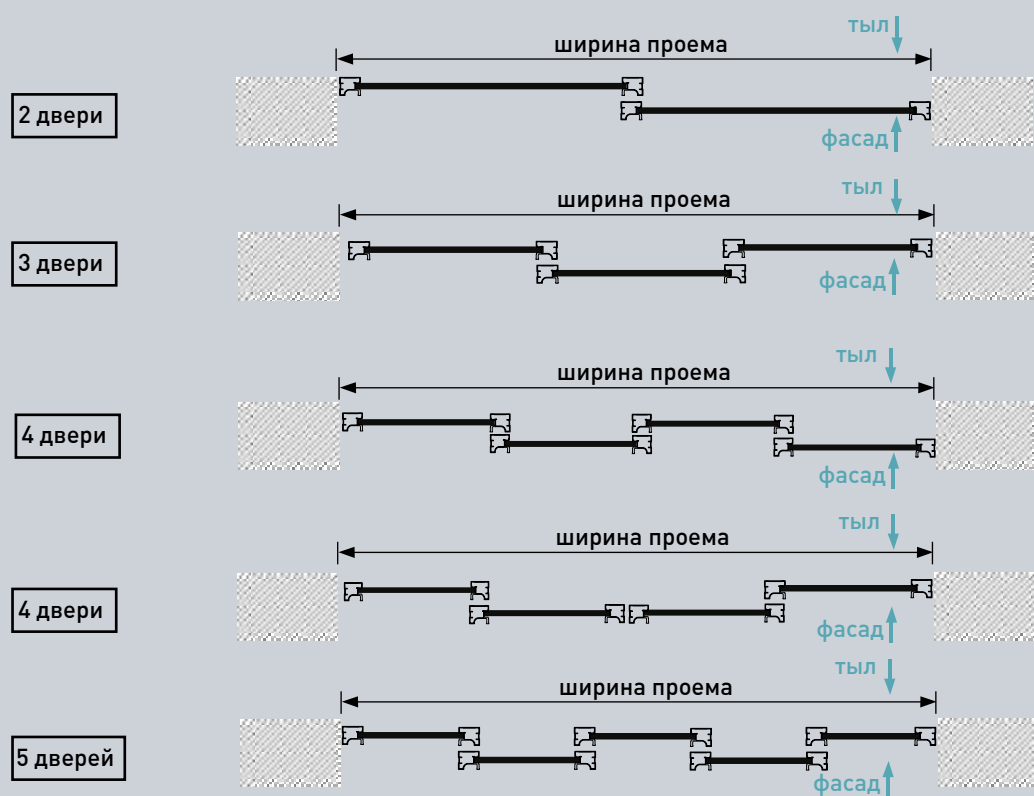 тыл
ширина проема
2 двери
фасад
тыл
ширина проема
3 двери
фасад
тыл
ширина проема
4 двери
фасад
тыл
ширина проема
4 двери
фасад
тыл
ширина проема
5 дверей
фасад